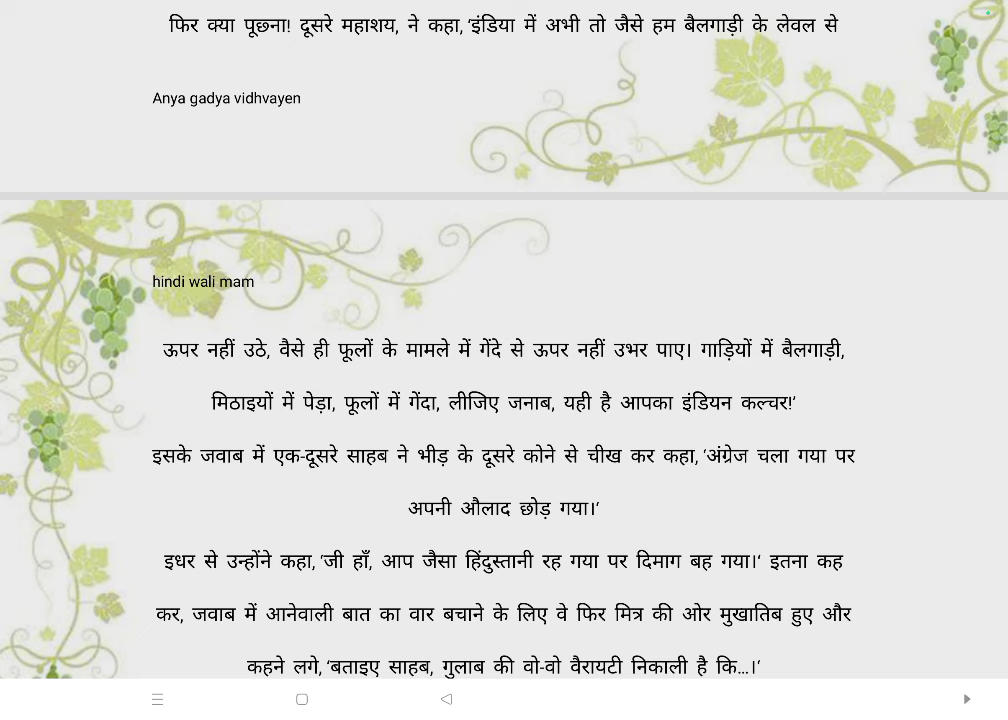 फिर क्या पूछना! दूसरे महाशय, ने कहा, 'इंडिया में अभी तो जैसे हम बैलगाड़ी के लेवल से
Anya gadya vidhvayen
hindi wali mam
ऊपर नहीं उठे, वैसे ही फूलों के मामले में गेंदे से ऊपर नहीं उभर पाए। गाड़ियों में बैलगाड़ी,
मिठाइयों में पेड़ा, फूलों में गेंदा, लीजिए जनाब, यही है आपका इंडियन कल्चर!'
इसके जवाब में एक-दूसरे साहब ने भीड़ के दूसरे कोने से चीख कर कहा, 'अंग्रेज चला गया पर
अपनी औलाद छोड़ गया।'
इधर से उन्होंने कहा, 'जी हाँ, आप जैसा हिंदुस्तानी रह गया पर दिमाग बह गया।' इतना कह
कर, जवाब में आनेवाली बात का वार बचाने के लिए वे फिर मित्र की ओर मुखातिब हुए और
कहने लगे, 'बताइए साहब, गुलाब की वो-वो वैरायटी निकाली है कि...।'